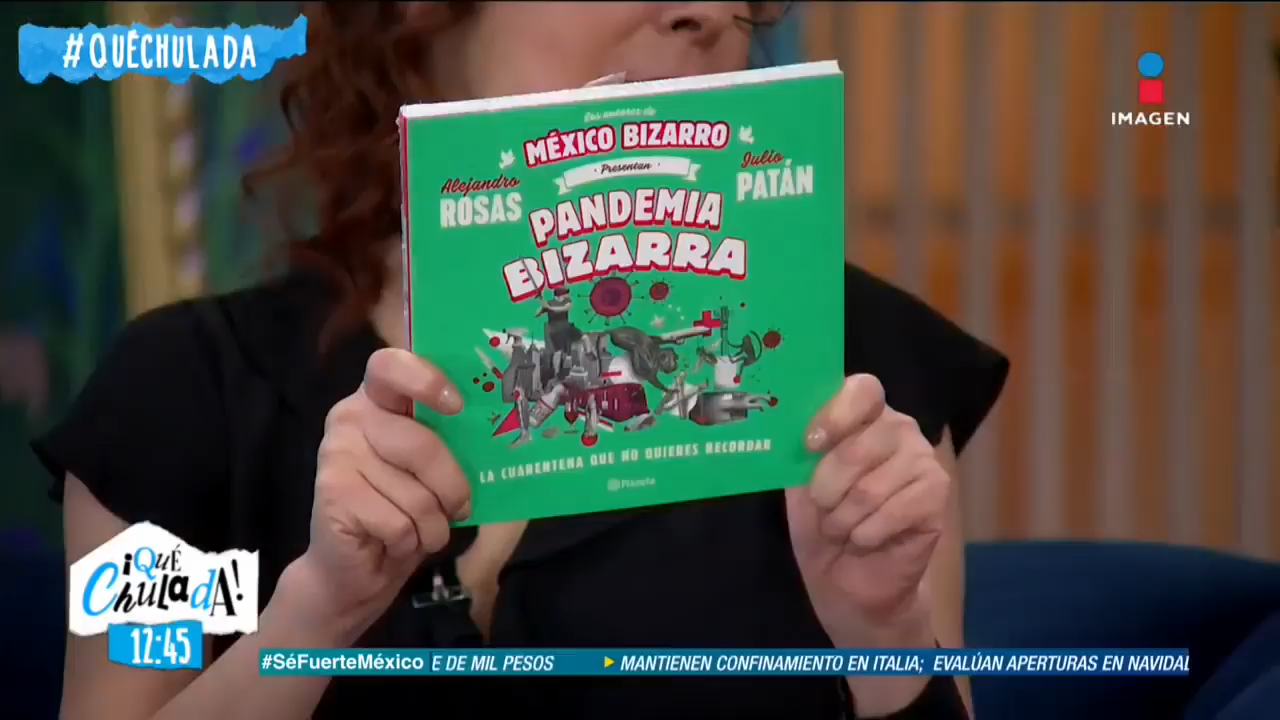 #QUÉCHULADA
IMAGEN
Los autores de
MÉXICO BIZARRO
Presentan
Alejandro
ROSAS
Julio
PATÁN
PANDEMIA
BIZARRA
LA CUARENTENA QUE NO QUIERES RECORDAR
Planeta
¡QUÉ
ChuLadA!
12:45
#SéFuerteMéxico E DE MIL PESOS MANTIENEN CONFINAMIENTO EN ITALIA; EVALÚAN APERTURAS EN NAVIDAD